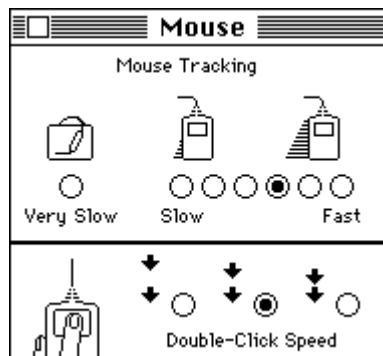 Mouse
Mouse Tracking
Very Slow
Slow
Fast
Double-Click Speed